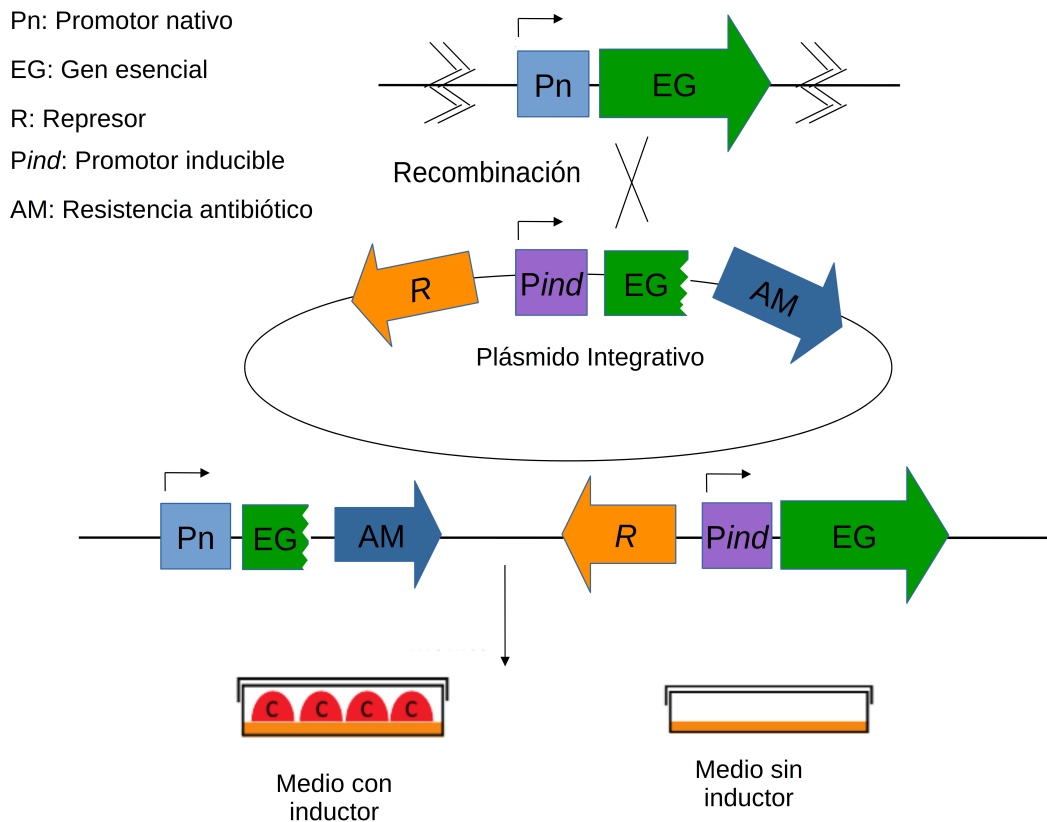 Pn: Promotor nativo
EG: Gen esencial
R: Represor
Pind: Promotor inducible
AM: Resistencia antibiótico
Pn
EG
Recombinación
R
Pind
EG
AM
Plásmido Integrativo
Pn
EG
AM
R
Pind
EG
C
C
C
C
Medio con
inductor
Medio sin
inductor